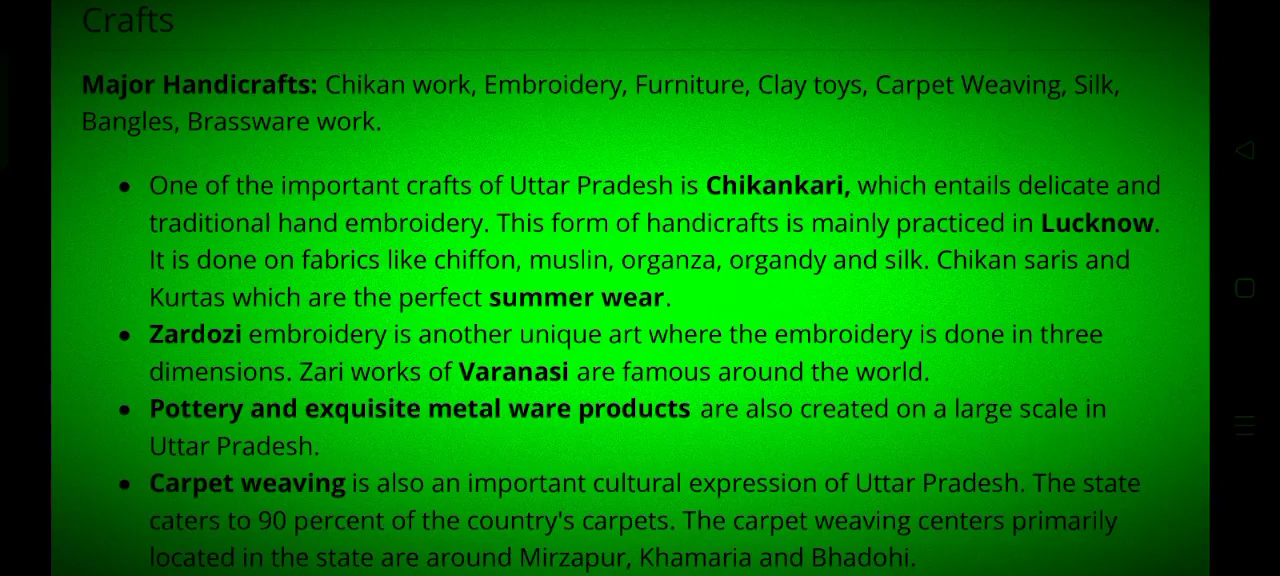 Crafts
Major Handicrafts: Chikan work, Embroidery, Furniture, Clay toys, Carpet Weaving, Silk,
Bangles, Brassware work.
• One of the important crafts of Uttar Pradesh is Chikankari, which entails delicate and
traditional hand embroidery. This form of handicrafts is mainly practiced in Lucknow.
It is done on fabrics like chiffon, muslin, organza, organdy and silk. Chikan saris and
Kurtas which are the perfect summer wear.
• Zardozi embroidery is another unique art where the embroidery is done in three
dimensions. Zari works of Varanasi are famous around the world.
• Pottery and exquisite metal ware products are also created on a large scale in
Uttar Pradesh.
• Carpet weaving is also an important cultural expression of Uttar Pradesh. The state
caters to 90 percent of the country's carpets. The carpet weaving centers primarily
located in the state are around Mirzapur, Khamaria and Bhadohi.